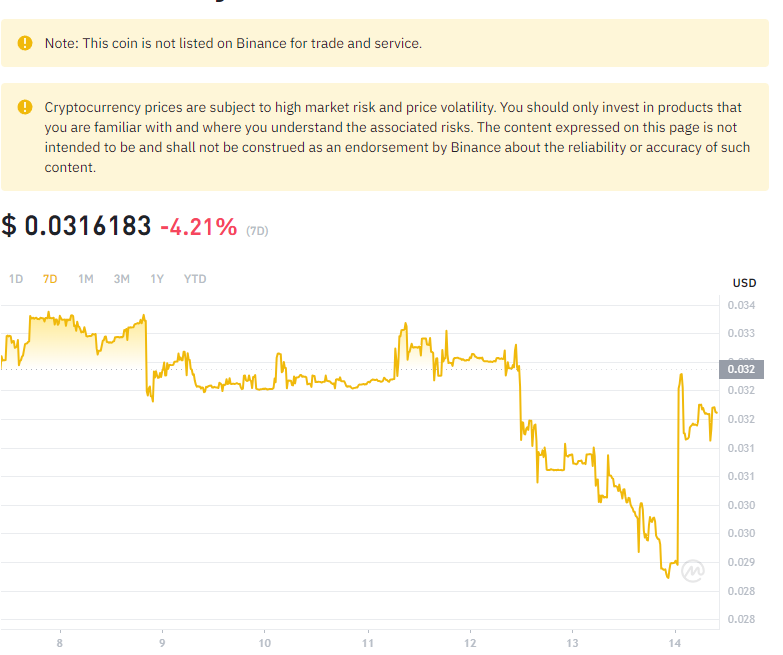 Note: This coin is not listed on Binance for trade and service.
Cryptocurrency prices are subject to high market risk and price volatility. You should only invest in products that
you are familiar with and where you understand the associated risks. The content expressed on this page is not
intended to be and shall not be construed as an endorsement by Binance about the reliability or accuracy of such
content.
$ 0.0316183 -4.21% (7D)
1D 7D 1M 3M 1Y YTD
USD
0.034
0.033
0.032
0.032
0.032
0.031
0.031
0.030
0.030
0.029
0.028
0.028
8 9 10 11 12 13 14